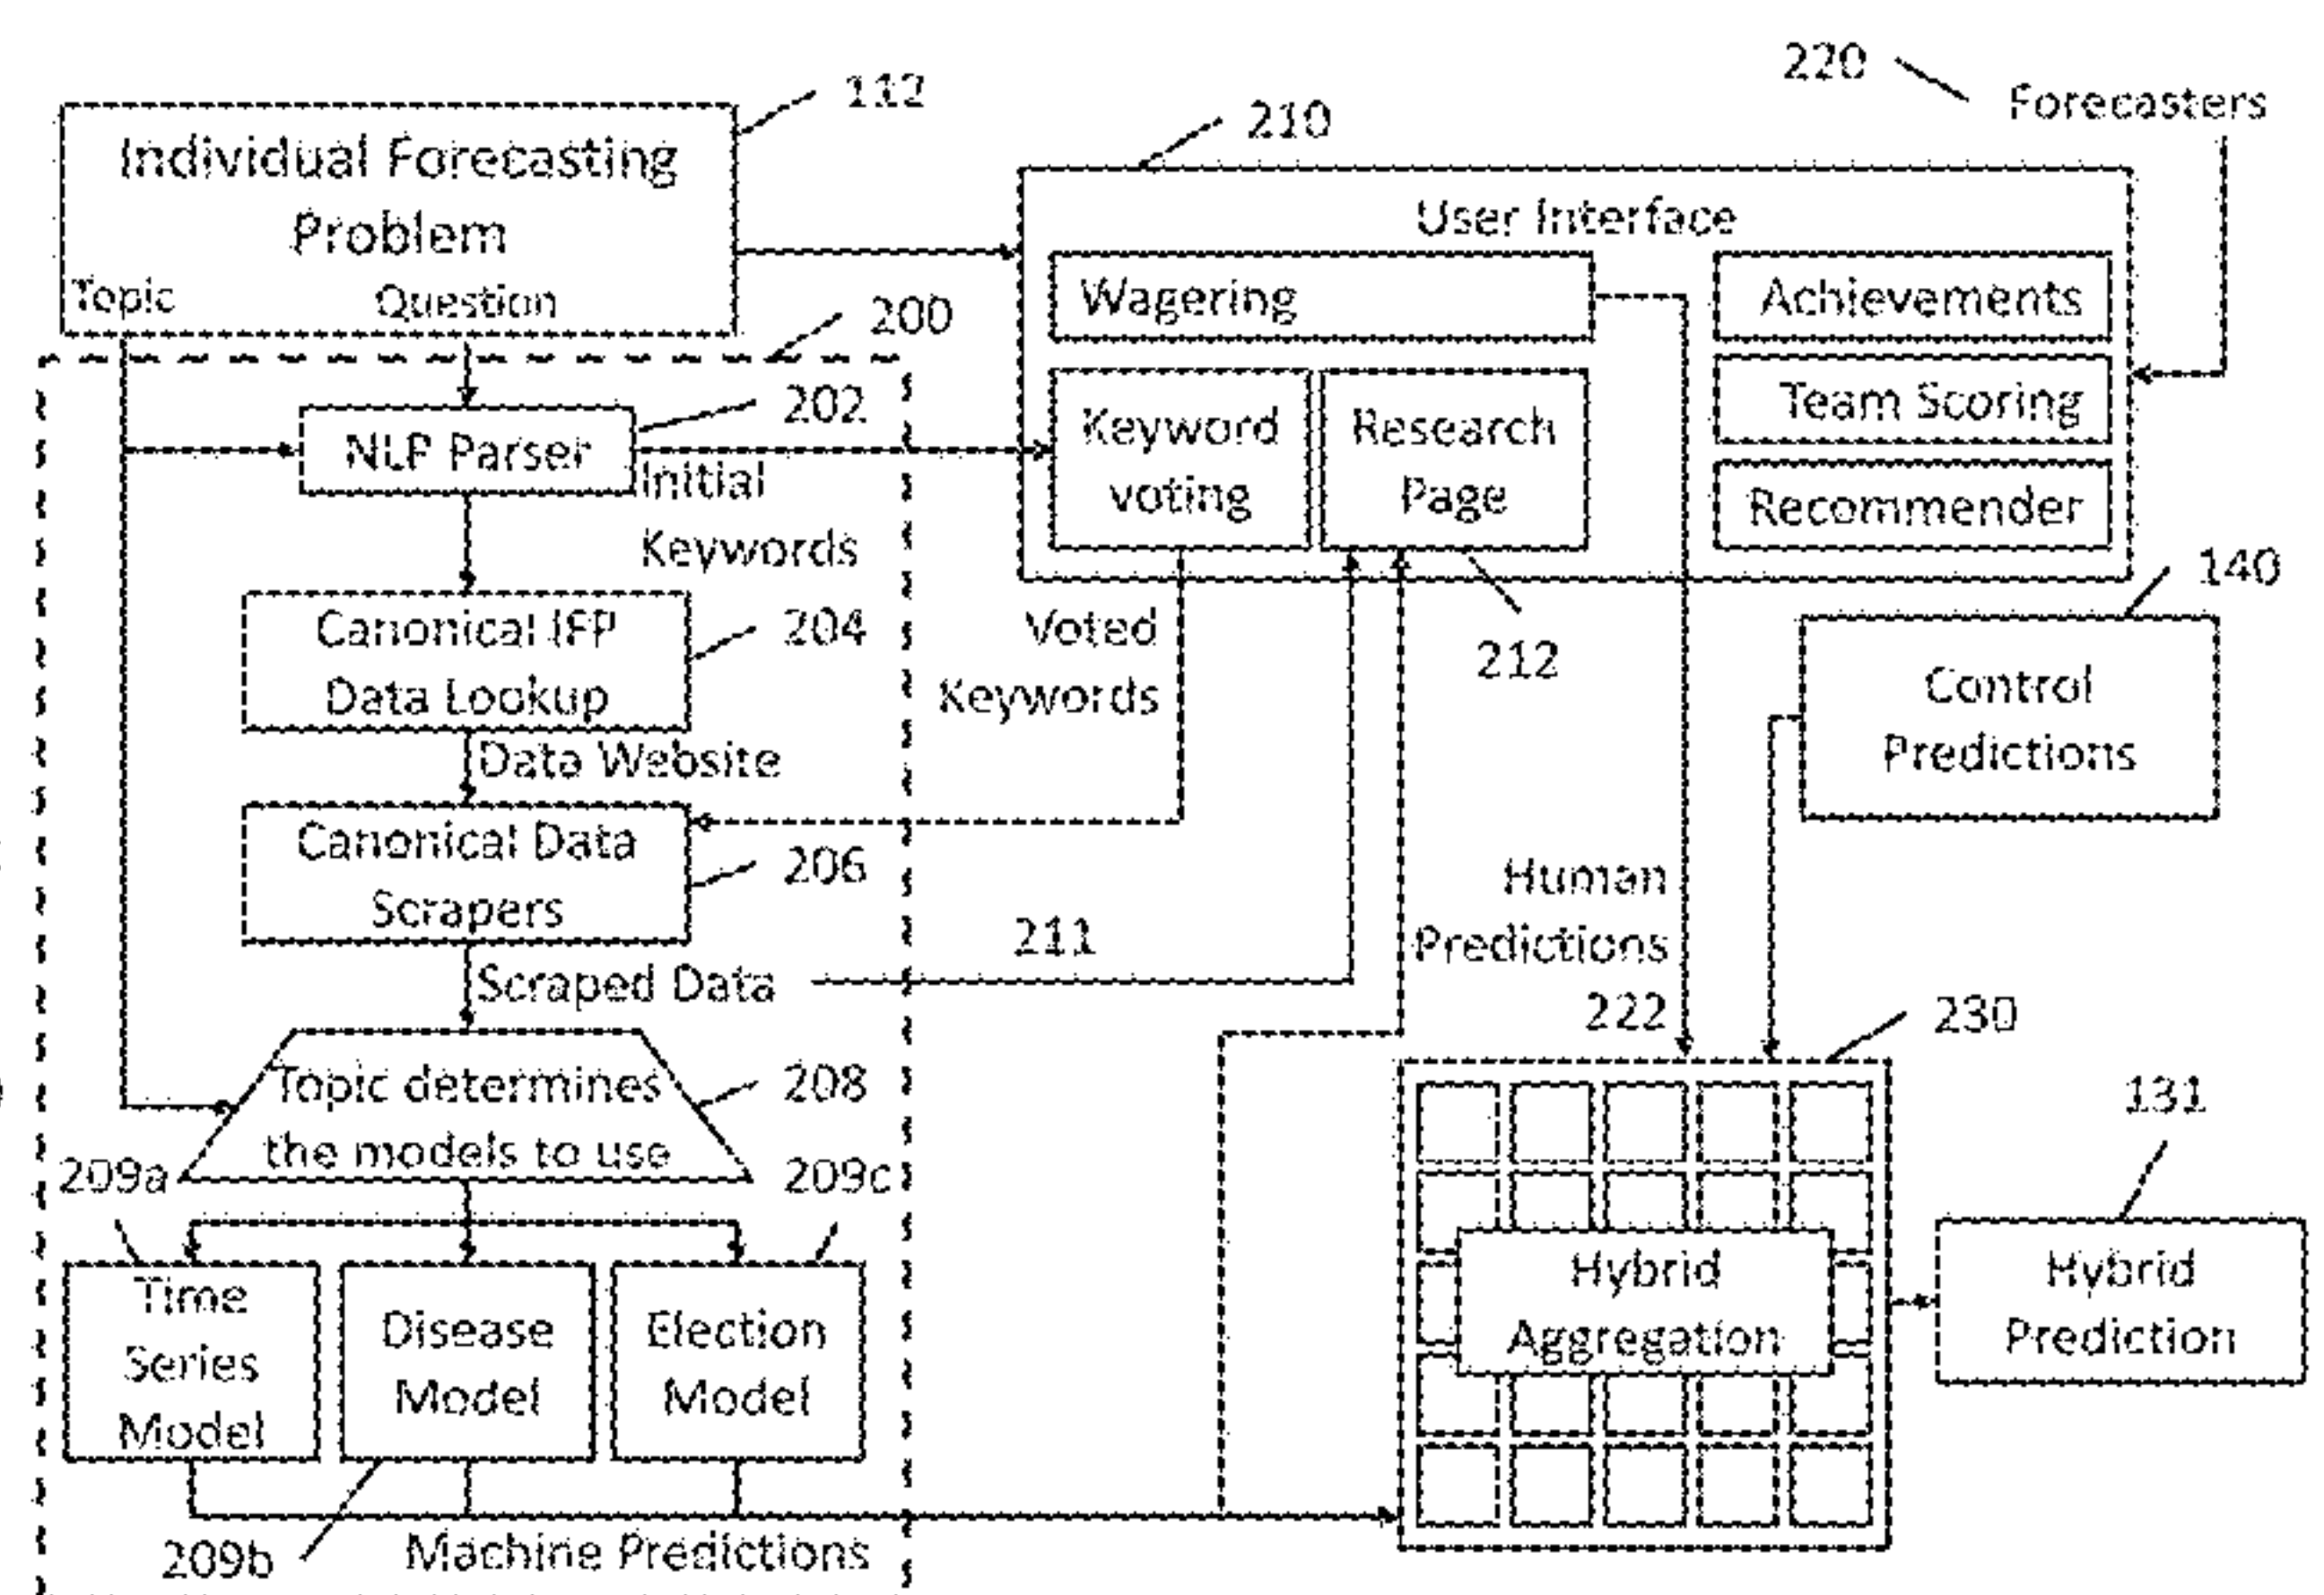 112
220
Forecasters
210
Individual Forecasting
Problem
Topic
Question
200
User Interface
Wagering
Achievements
Team Scoring
Recommender
Keyword
voting
Research
Page
202
NLP Parser
Initial
Keywords
140
Canonical IFP
Data Lookup
204
Voted
Keywords
212
Control
Predictions
Data Website
Canonical Data
Scrapers
206
Human
Predictions
222
211
Scraped Data
230
Topic determines
the models to use
208
131
209a
209c
Time
Series
Model
Disease
Model
Election
Model
Hybrid
Aggregation
Hybrid
Prediction
209b
Machine Predictions